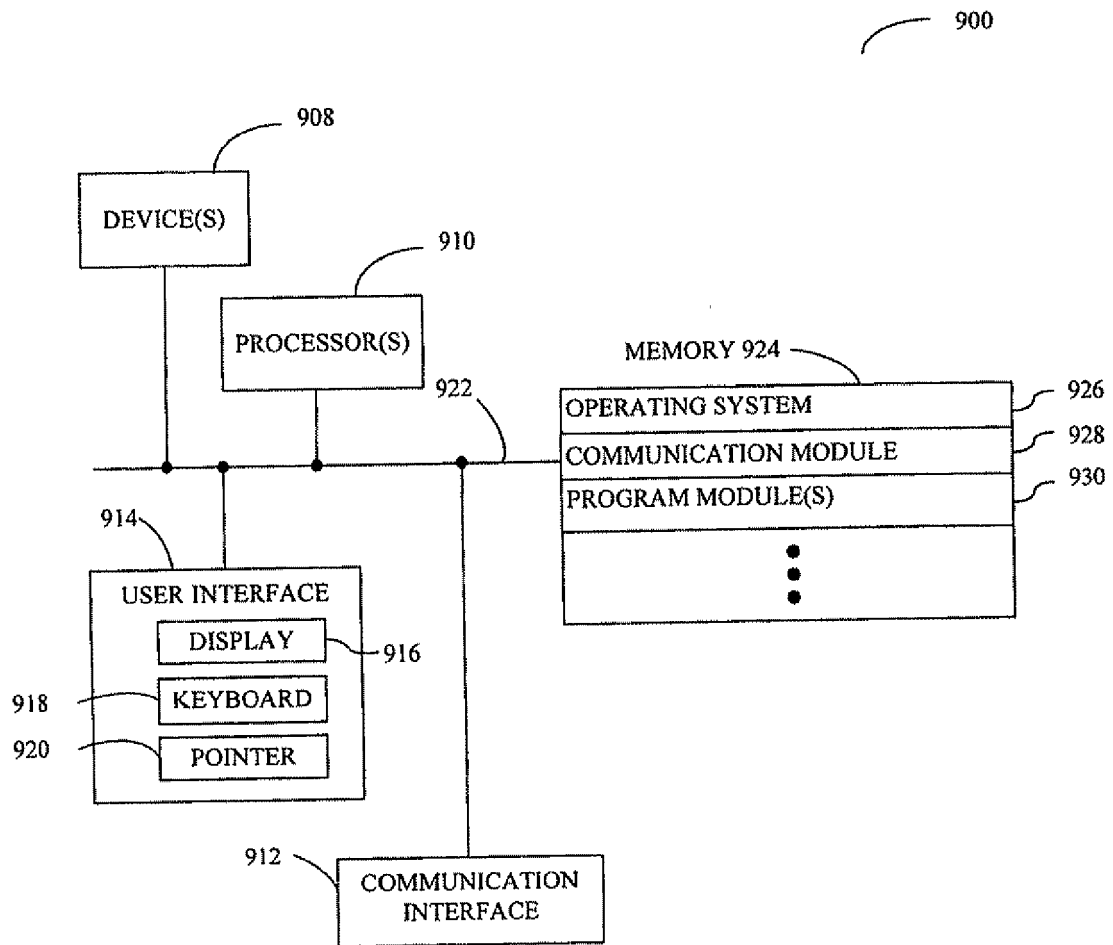 900
908
DEVICE(S)
910
PROCESSOR(S)
MEMORY 924
922
OPERATING SYSTEM
926
COMMUNICATION MODULE
928
PROGRAM MODULE(S)
930
914
USER INTERFACE
DISPLAY
916
918
KEYBOARD
920
POINTER
912
COMMUNICATION
INTERFACE